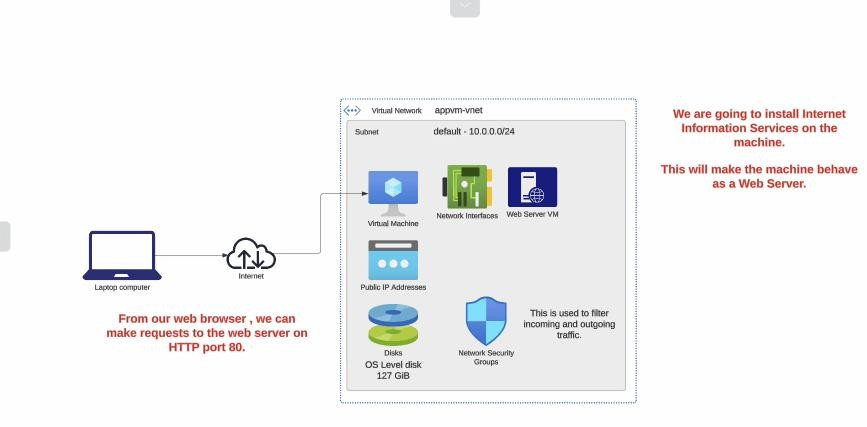 Virtual Network appvm-vnet
Subnet default - 10.0.0.0/24
We are going to install Internet
Information Services on the
machine.
This will make the machine behave
as a Web Server.
Virtual Machine
Network Interfaces
Web Server VM
Laptop computer
Internet
Public IP Addresses
From our web browser , we can
make requests to the web server on
HTTP port 80.
Disks
OS Level disk
127 GiB
Network Security
Groups
This is used to filter
incoming and outgoing
traffic.